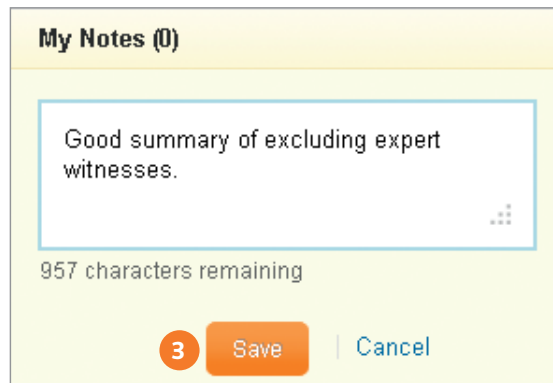 My Notes (0)
Good summary of excluding expert
witnesses.
957 characters remaining
3 Save | Cancel